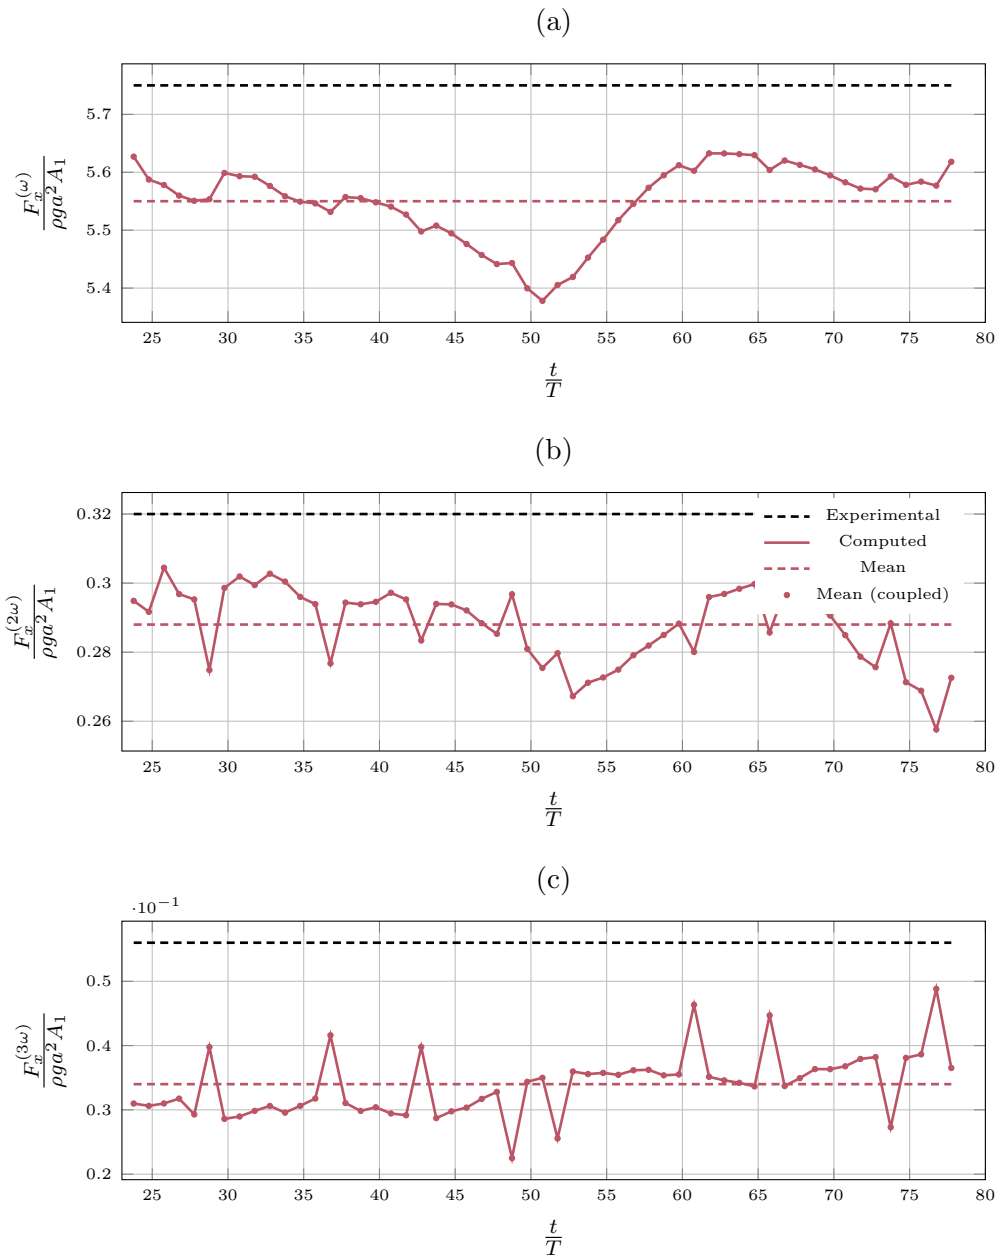 (a)
5.7
5.6
5.5
5.4
F_x^{(ω)} / ρga²A₁
25 30 35 40 45 50 55 60 65 70 75 80
t/T
(b)
0.32
0.3
0.28
0.26
F_x^{(2ω)} / ρga²A₁
Experimental
Computed
Mean
Mean (coupled)
25 30 35 40 45 50 55 60 65 70 75 80
t/T
(c)
·10⁻¹
0.5
0.4
0.3
0.2
F_x^{(3ω)} / ρga²A₁
25 30 35 40 45 50 55 60 65 70 75 80
t/T